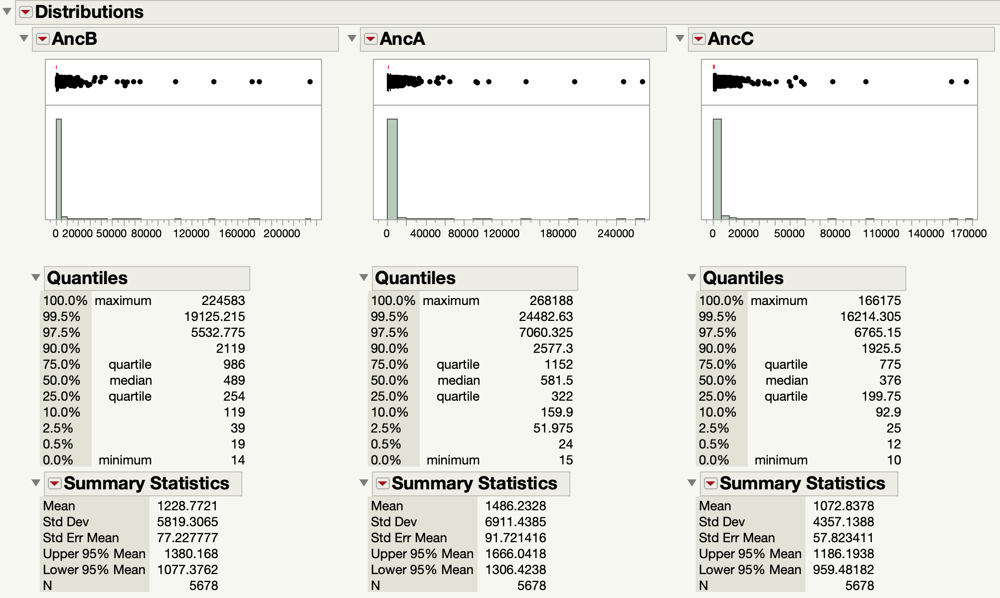 Distributions
AncB AncA AncC
0 20000 50000 80000 120000 160000 200000
0 40000 80000 120000 180000 240000
0 20000 50000 80000 110000 140000 170000
Quantiles Quantiles Quantiles
100.0% maximum 224583 100.0% maximum 268188 100.0% maximum 166175
99.5% 19125.215 99.5% 24482.63 99.5% 16214.305
97.5% 5532.775 97.5% 7060.325 97.5% 6765.15
90.0% 2119 90.0% 2577.3 90.0% 1925.5
75.0% quartile 986 75.0% quartile 1152 75.0% quartile 775
50.0% median 489 50.0% median 581.5 50.0% median 376
25.0% quartile 254 25.0% quartile 322 25.0% quartile 199.75
10.0% 119 10.0% 159.9 10.0% 92.9
2.5% 39 2.5% 51.975 2.5% 25
0.5% 19 0.5% 24 0.5% 12
0.0% minimum 14 0.0% minimum 15 0.0% minimum 10
Summary Statistics Summary Statistics Summary Statistics
Mean 1228.7721 Mean 1486.2328 Mean 1072.8378
Std Dev 5819.3065 Std Dev 6911.4385 Std Dev 4357.1388
Std Err Mean 77.227777 Std Err Mean 91.721416 Std Err Mean 57.823411
Upper 95% Mean 1380.168 Upper 95% Mean 1666.0418 Upper 95% Mean 1186.1938
Lower 95% Mean 1077.3762 Lower 95% Mean 1306.4238 Lower 95% Mean 959.48182
N 5678 N 5678 N 5678